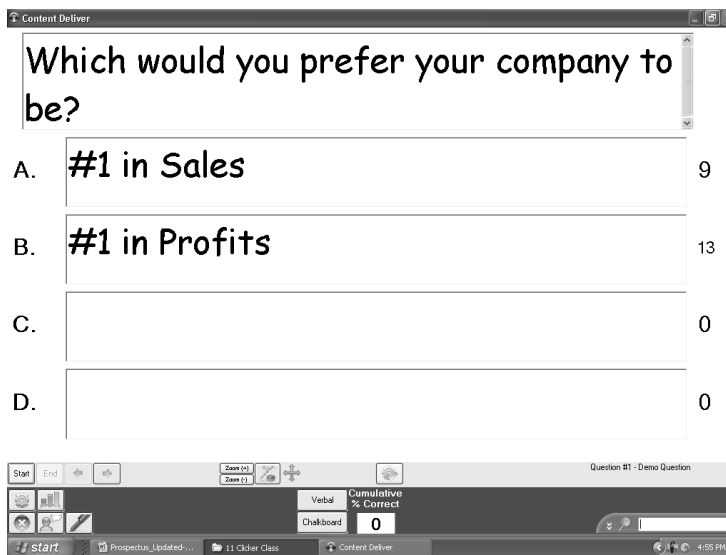 Content Deliver
Which would you prefer your company to
be?
A. #1 in Sales 9
B. #1 in Profits 13
C. 0
D. 0
Start End Zoom (+) Question #1 - Demo Question
Zoom (-)
Verbal Cumulative
% Correct
Chalkboard 0
start Prospectus_Updated-... 11 Clicker Class Content Deliver 4:55 PM